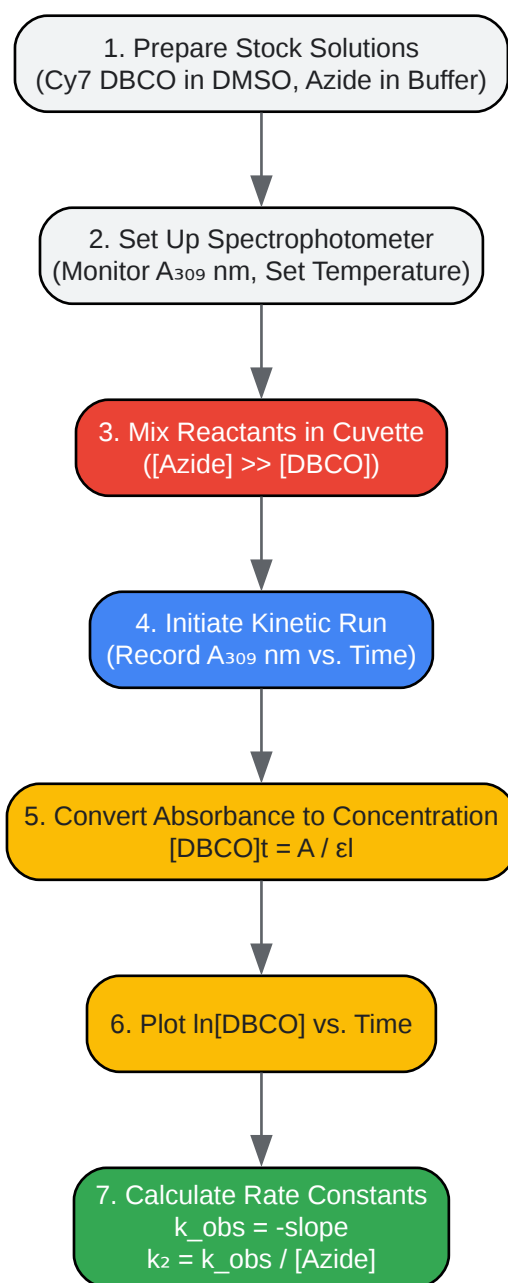 1. Prepare Stock Solutions
(Cy7 DBCO in DMSO, Azide in Buffer)
2. Set Up Spectrophotometer
(Monitor A₃₀₉ nm, Set Temperature)
3. Mix Reactants in Cuvette
([Azide] >> [DBCO])
4. Initiate Kinetic Run
(Record A₃₀₉ nm vs. Time)
5. Convert Absorbance to Concentration
[DBCO]t = A / εl
6. Plot ln[DBCO] vs. Time
7. Calculate Rate Constants
k_obs = -slope
k₂ = k_obs / [Azide]